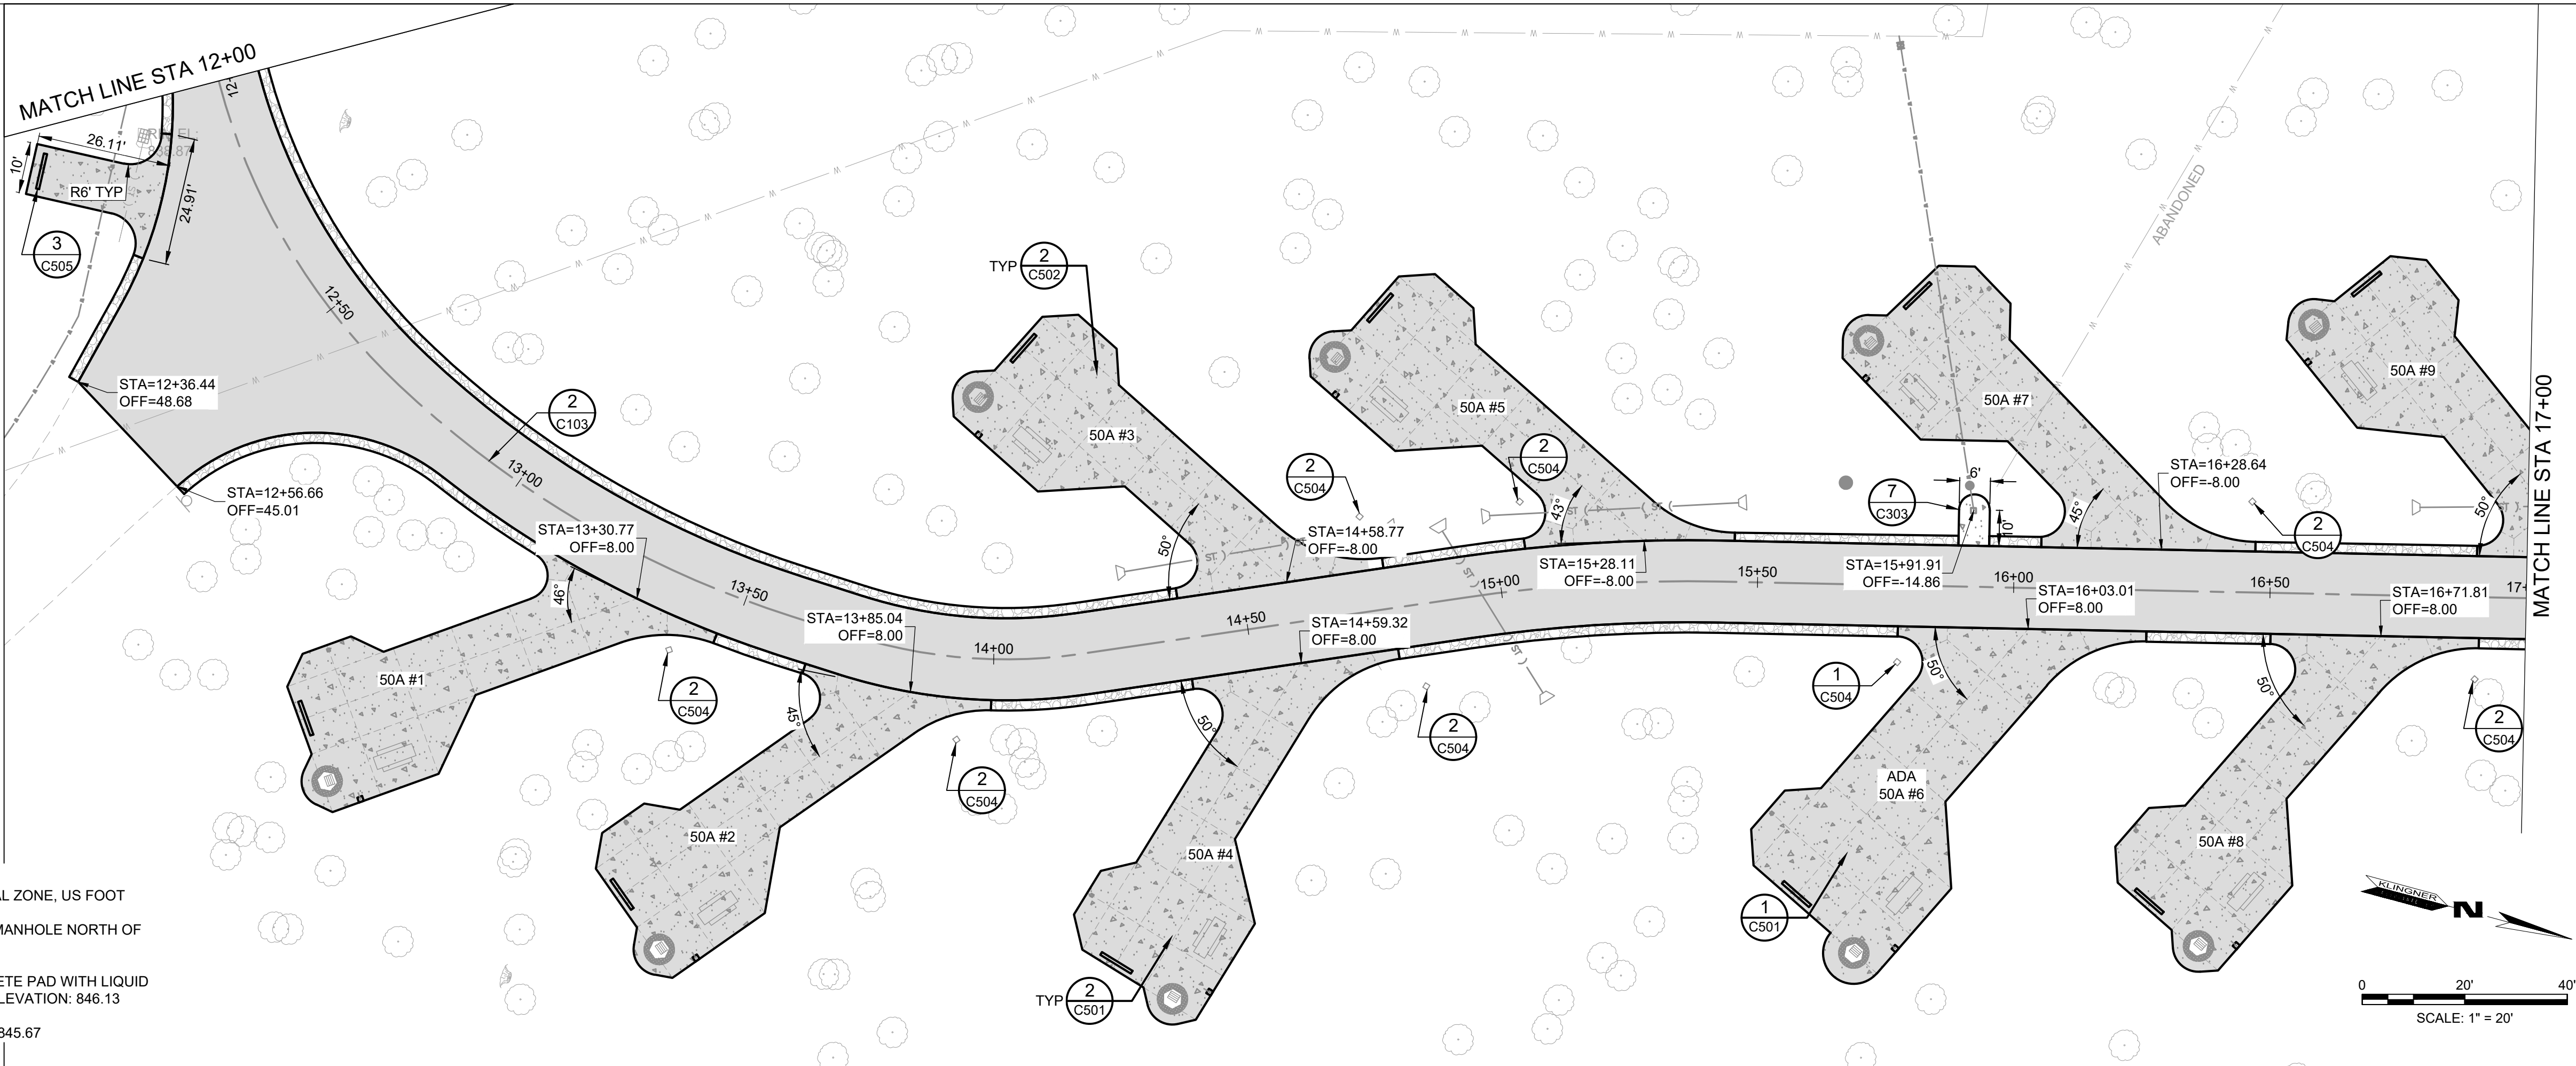 MATCH LINE STA 12+00
12+
26.11'
10'
R6' TYP
24.91'
3
C505
STA=12+36.44
OFF=48.68
12+50
STA=12+56.66
OFF=45.01
2
C103
13+00
STA=13+30.77
OFF=8.00
46°
13+50
50A #1
2
C504
STA=13+85.04
OFF=8.00
45°
14+00
50A #2
2
C504
TYP
2
C502
50A #3
50°
ST
14+50
STA=14+58.77
OFF=-8.00
STA=14+59.32
OFF=8.00
50°
50A #4
TYP
2
C501
2
C504
2
C504
50A #5
2
C504
43°
ST
ST
ST
ST
15+00
STA=15+28.11
OFF=-8.00
15+50
STA=15+91.91
OFF=-14.86
7
C303
6'
10'
50A #7
45°
STA=16+28.64
OFF=-8.00
2
C504
16+00
STA=16+03.01
OFF=8.00
1
C504
50°
ADA
50A #6
1
C501
16+50
STA=16+71.81
OFF=8.00
50°
50A #8
2
C504
50A #9
50°
17+
ABANDONED
W W W W W W W W W W W
MATCH LINE STA 17+00
AL ZONE, US FOOT
MANHOLE NORTH OF
ETE PAD WITH LIQUID
LEVATION: 846.13
845.67
KLINGNER
N
0 20' 40'
SCALE: 1" = 20'